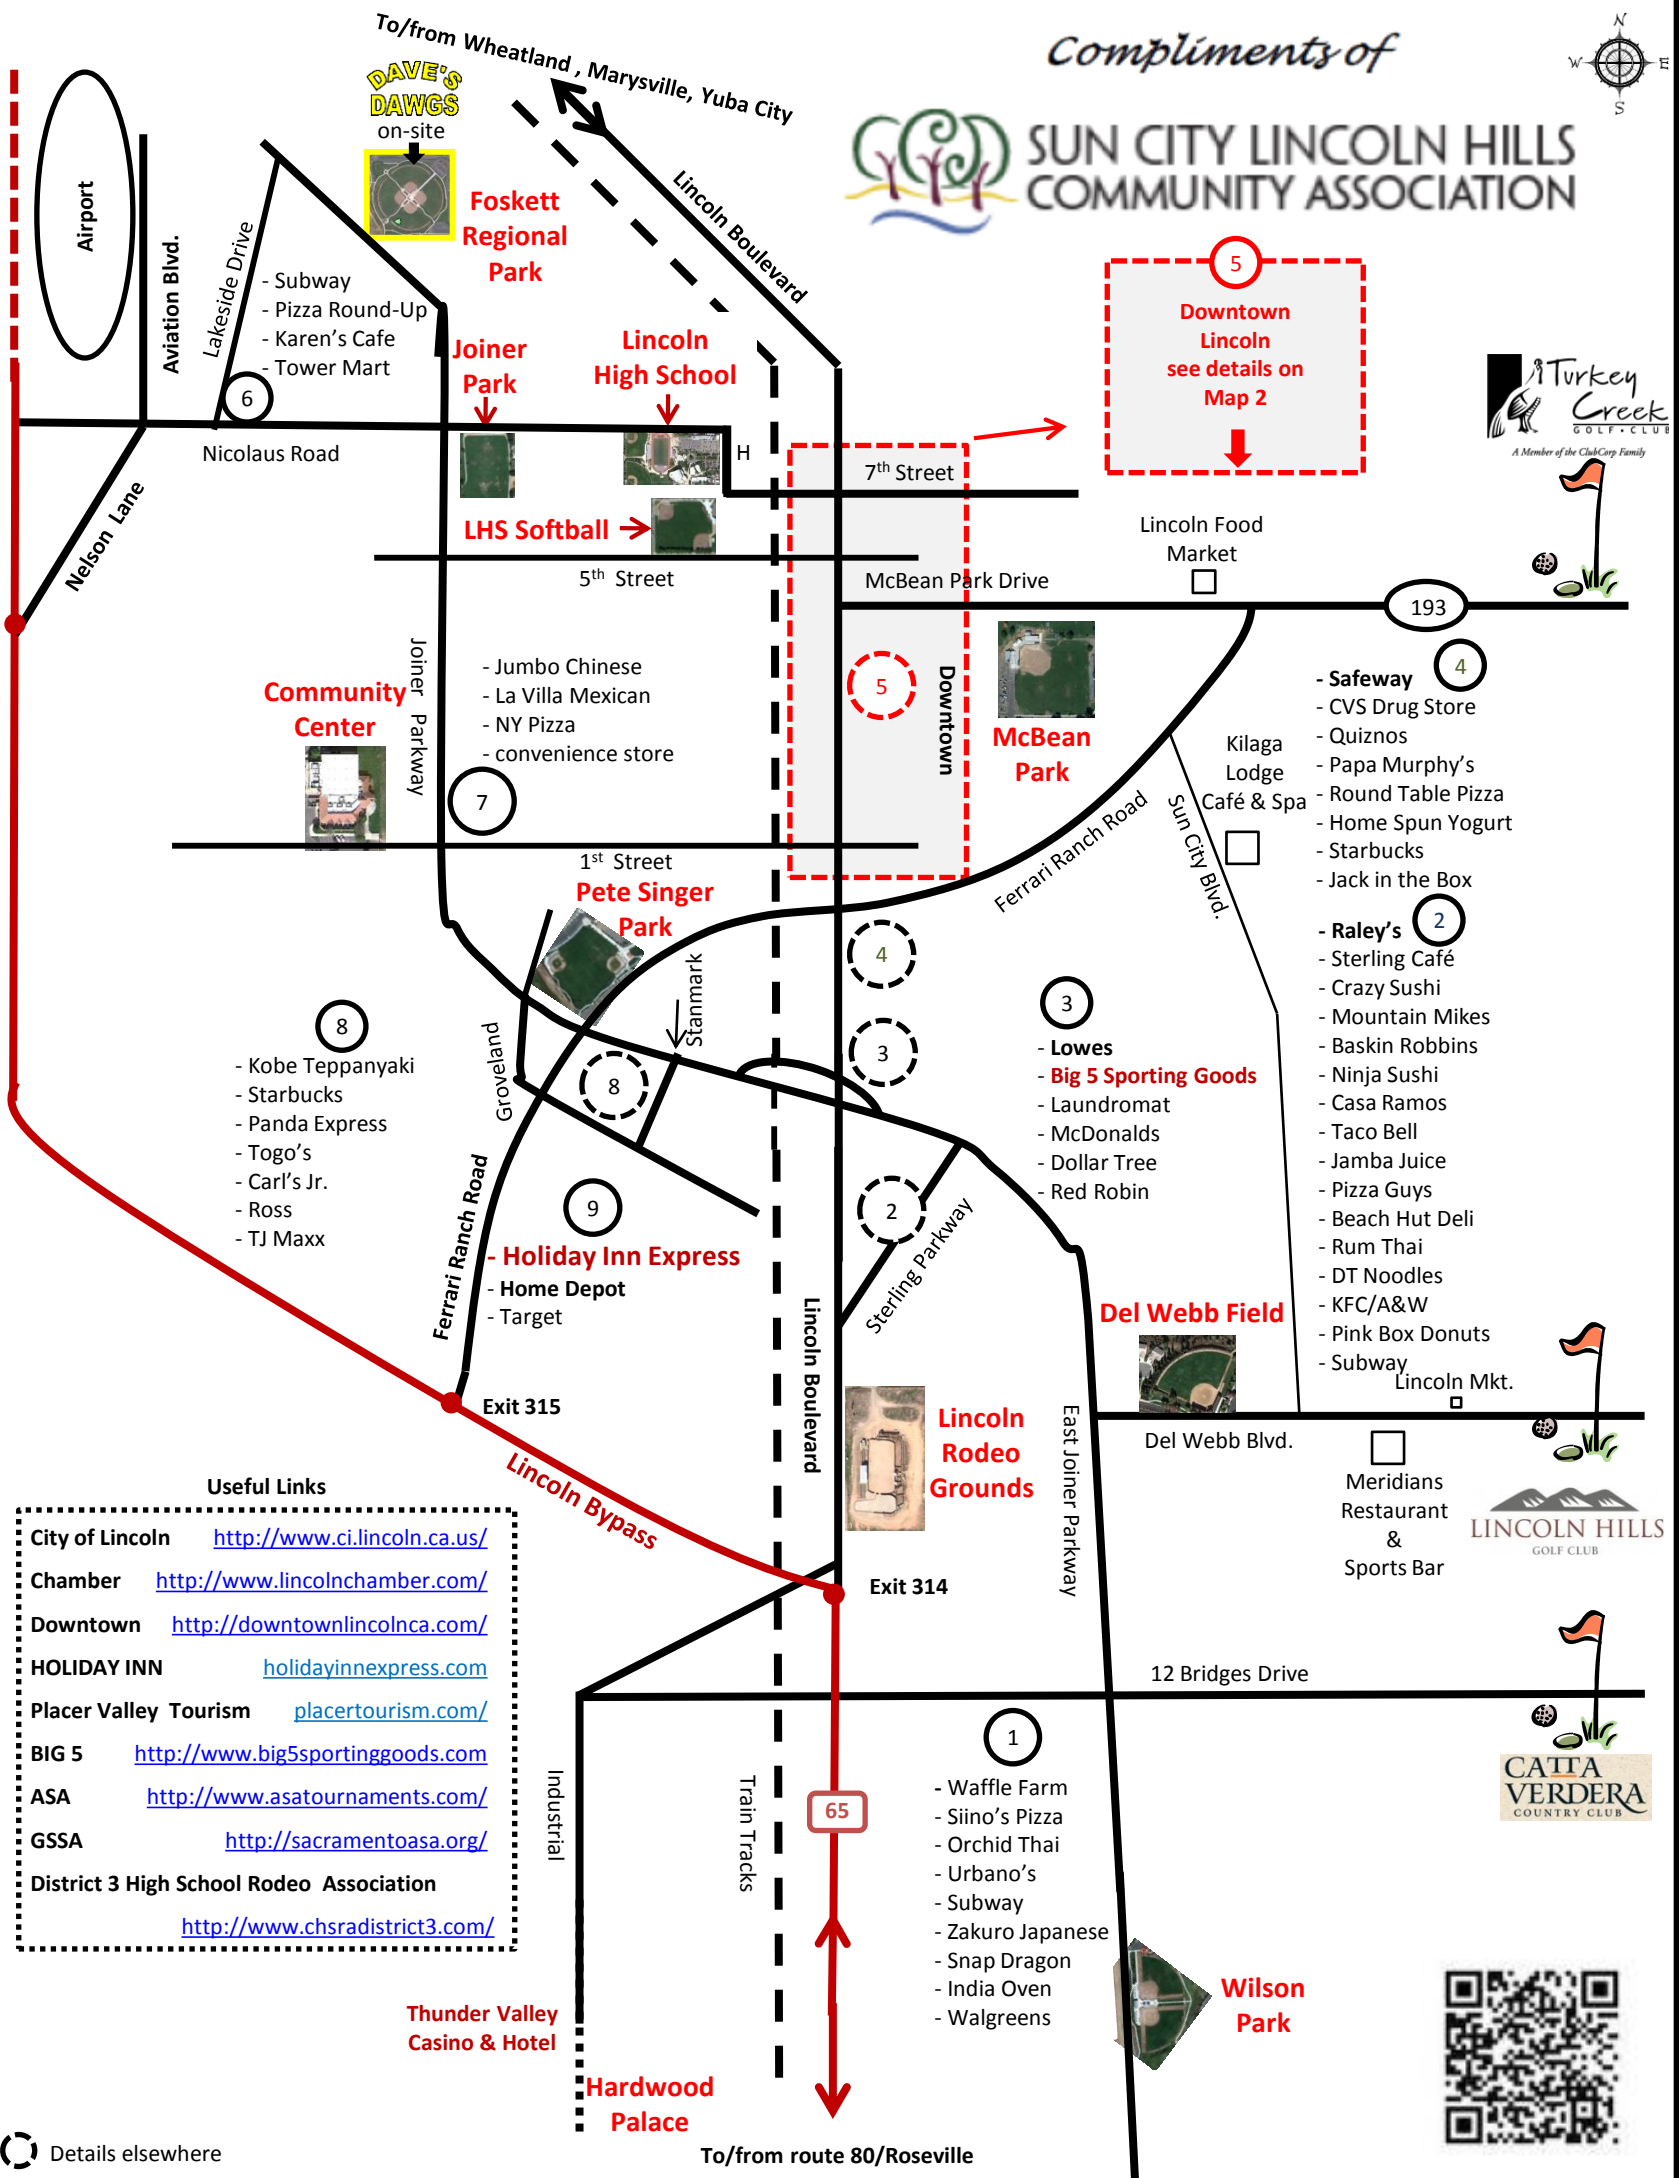 To/from Wheatland , Marysville, Yuba City
Compliments of
N
W
E
S
SUN CITY LINCOLN HILLS
COMMUNITY ASSOCIATION
DAVE'S
DAWGS
on-site
Foskett
Regional
Park
Lincoln Boulevard
Airport
Aviation Blvd.
Lakeside Drive
- Subway
- Pizza Round-Up
- Karen's Cafe
- Tower Mart
6
Joiner
Park
Lincoln
High School
5
Downtown
Lincoln
see details on
Map 2
Turkey
Creek
GOLF • CLUB
A Member of the ClubCorp Family
Nicolaus Road
H
7th Street
Nelson Lane
LHS Softball
5th Street
Lincoln Food
Market
McBean Park Drive
193
Joiner Parkway
Community
Center
- Jumbo Chinese
- La Villa Mexican
- NY Pizza
- convenience store
7
5
Downtown
McBean
Park
Kilaga
Lodge
Café & Spa
Sun City Blvd.
Ferrari Ranch Road
4
- Safeway
- CVS Drug Store
- Quiznos
- Papa Murphy's
- Round Table Pizza
- Home Spun Yogurt
- Starbucks
- Jack in the Box
1st Street
Pete Singer
Park
2
- Raley's
- Sterling Café
- Crazy Sushi
- Mountain Mikes
- Baskin Robbins
- Ninja Sushi
- Casa Ramos
- Taco Bell
- Jamba Juice
- Pizza Guys
- Beach Hut Deli
- Rum Thai
- DT Noodles
- KFC/A&W
- Pink Box Donuts
- Subway
4
Stanmark
3
3
- Lowes
- Big 5 Sporting Goods
- Laundromat
- McDonalds
- Dollar Tree
- Red Robin
8
- Kobe Teppanyaki
- Starbucks
- Panda Express
- Togo's
- Carl's Jr.
- Ross
- TJ Maxx
Groveland
8
9
- Holiday Inn Express
- Home Depot
- Target
Ferrari Ranch Road
2
Sterling Parkway
Lincoln Boulevard
Del Webb Field
Lincoln Mkt.
Exit 315
Lincoln Bypass
Lincoln
Rodeo
Grounds
East Joiner Parkway
Del Webb Blvd.
Meridians
Restaurant
&
Sports Bar
LINCOLN HILLS
GOLF CLUB
Useful Links
City of Lincoln http://www.ci.lincoln.ca.us/
Chamber http://www.lincolnchamber.com/
Downtown http://downtownlincolnca.com/
HOLIDAY INN holidayinnexpress.com
Placer Valley Tourism placertourism.com/
BIG 5 http://www.big5sportinggoods.com
ASA http://www.asatournaments.com/
GSSA http://sacramentoasa.org/
District 3 High School Rodeo Association
http://www.chsradistrict3.com/
Exit 314
12 Bridges Drive
1
- Waffle Farm
- Siino's Pizza
- Orchid Thai
- Urbano's
- Subway
- Zakuro Japanese
- Snap Dragon
- India Oven
- Walgreens
CATTA
VERDERA
COUNTRY CLUB
Industrial
Train Tracks
65
Wilson
Park
Thunder Valley
Casino & Hotel
Hardwood
Palace
Details elsewhere
To/from route 80/Roseville